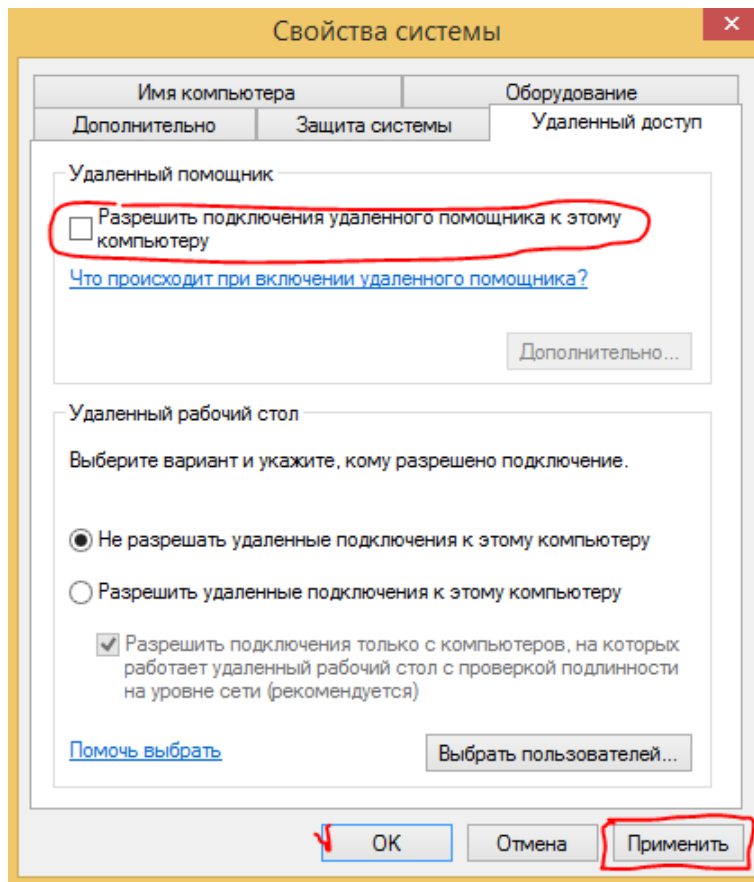 Свойства системы
Имя компьютера
Оборудование
Дополнительно
Защита системы
Удаленный доступ
Удаленный помощник
Разрешить подключения удаленного помощника к этому
компьютеру
Что происходит при включении удаленного помощника?
Дополнительно...
Удаленный рабочий стол
Выберите вариант и укажите, кому разрешено подключение.
Не разрешать удаленные подключения к этому компьютеру
Разрешить удаленные подключения к этому компьютеру
Разрешить подключения только с компьютеров, на которых
работает удаленный рабочий стол с проверкой подлинности
на уровне сети (рекомендуется)
Помочь выбрать
Выбрать пользователей...
OK
Отмена
Применить